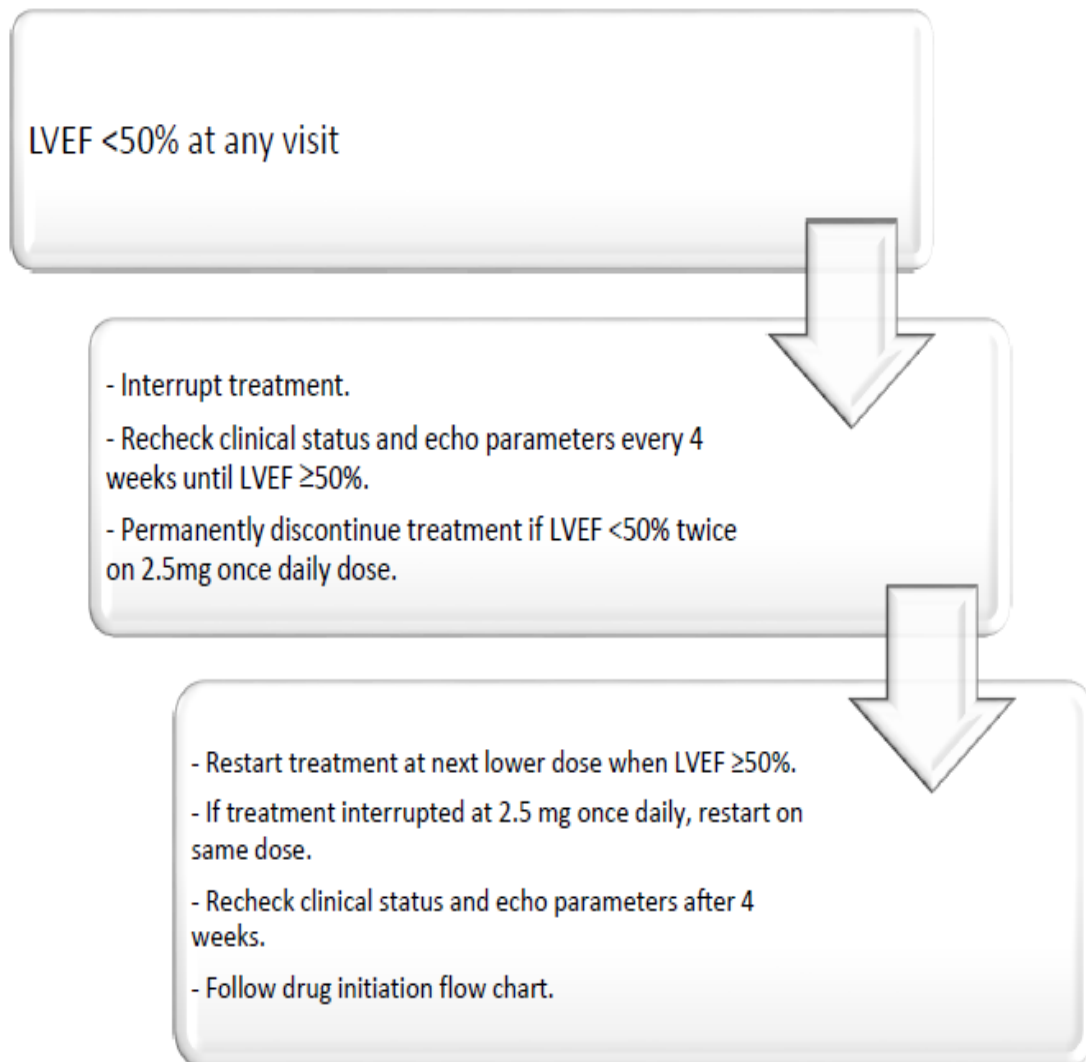 LVEF <50% at any visit
- Interrupt treatment.
- Recheck clinical status and echo parameters every 4
weeks until LVEF ≥50%.
- Permanently discontinue treatment if LVEF <50% twice
on 2.5mg once daily dose.
- Restart treatment at next lower dose when LVEF ≥50%.
- If treatment interrupted at 2.5 mg once daily, restart on
same dose.
- Recheck clinical status and echo parameters after 4
weeks.
- Follow drug initiation flow chart.